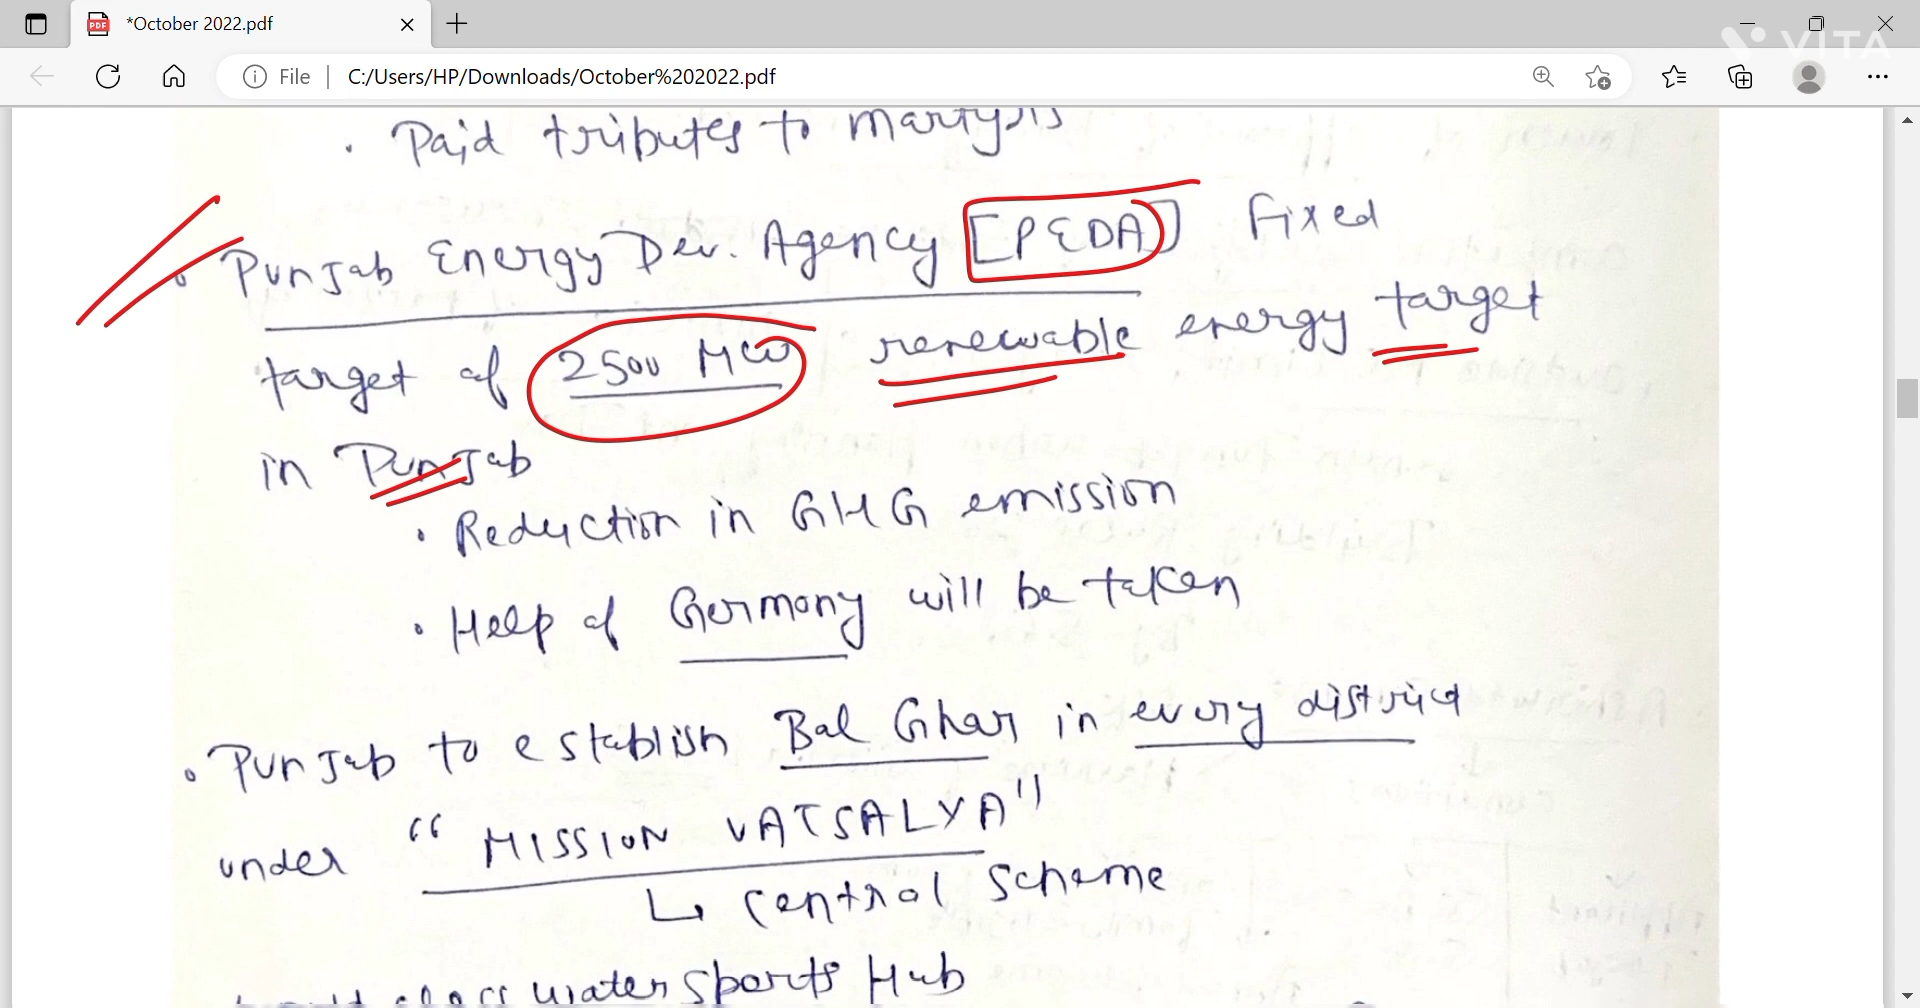 *October 2022.pdf
VITA
File | C:/Users/HP/Downloads/October%202022.pdf
. Paid tributes to martyrs
. Punjab Energy Dev. Agency [PEDA] fixed
target of 2500 MW renewable energy target
in Punjab
. Reduction in GHG emission
. Help of Germany will be taken
. Punjab to establish Bal Ghar in every district
under "MISSION VATSALYA"
↳ Central Scheme
class water sports Hub